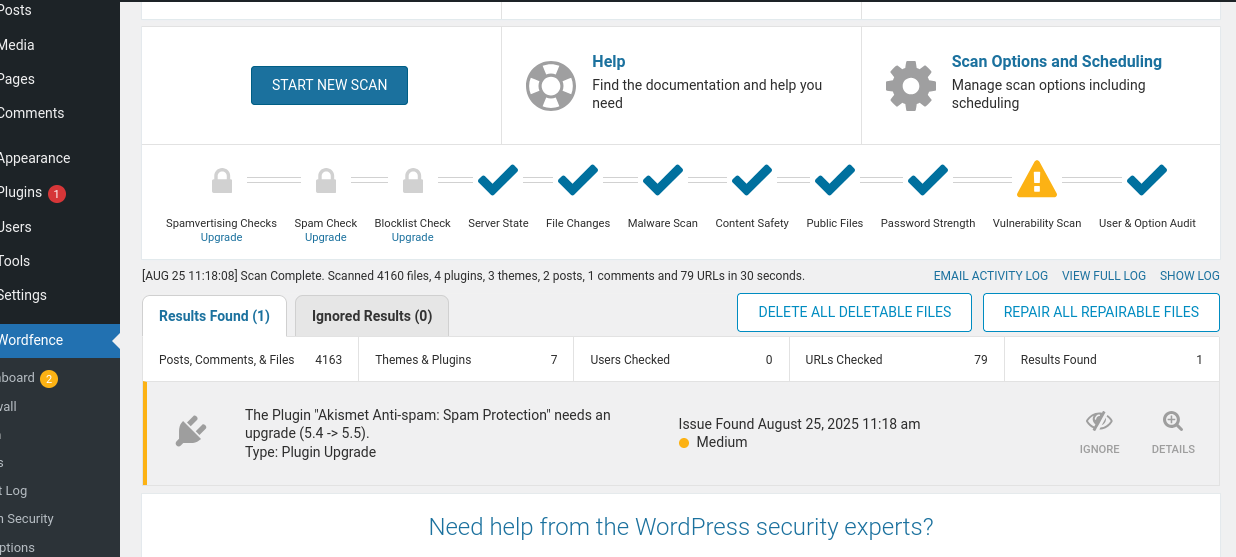 Posts
Media
Pages
Comments
Appearance
Plugins 1
Users
Tools
Settings
Wordfence
board 2
wall
s
t Log
n Security
ptions
START NEW SCAN
Help
Find the documentation and help you
need
Scan Options and Scheduling
Manage scan options including
scheduling
Spamvertising Checks
Upgrade
Spam Check
Upgrade
Blocklist Check
Upgrade
Server State
File Changes
Malware Scan
Content Safety
Public Files
Password Strength
Vulnerability Scan
User & Option Audit
[AUG 25 11:18:08] Scan Complete. Scanned 4160 files, 4 plugins, 3 themes, 2 posts, 1 comments and 79 URLs in 30 seconds.
EMAIL ACTIVITY LOG VIEW FULL LOG SHOW LOG
Results Found (1)
Ignored Results (0)
DELETE ALL DELETABLE FILES
REPAIR ALL REPAIRABLE FILES
Posts, Comments, & Files 4163
Themes & Plugins 7
Users Checked 0
URLs Checked 79
Results Found 1
The Plugin "Akismet Anti-spam: Spam Protection" needs an
upgrade (5.4 -> 5.5).
Type: Plugin Upgrade
Issue Found August 25, 2025 11:18 am
Medium
IGNORE
DETAILS
Need help from the WordPress security experts?